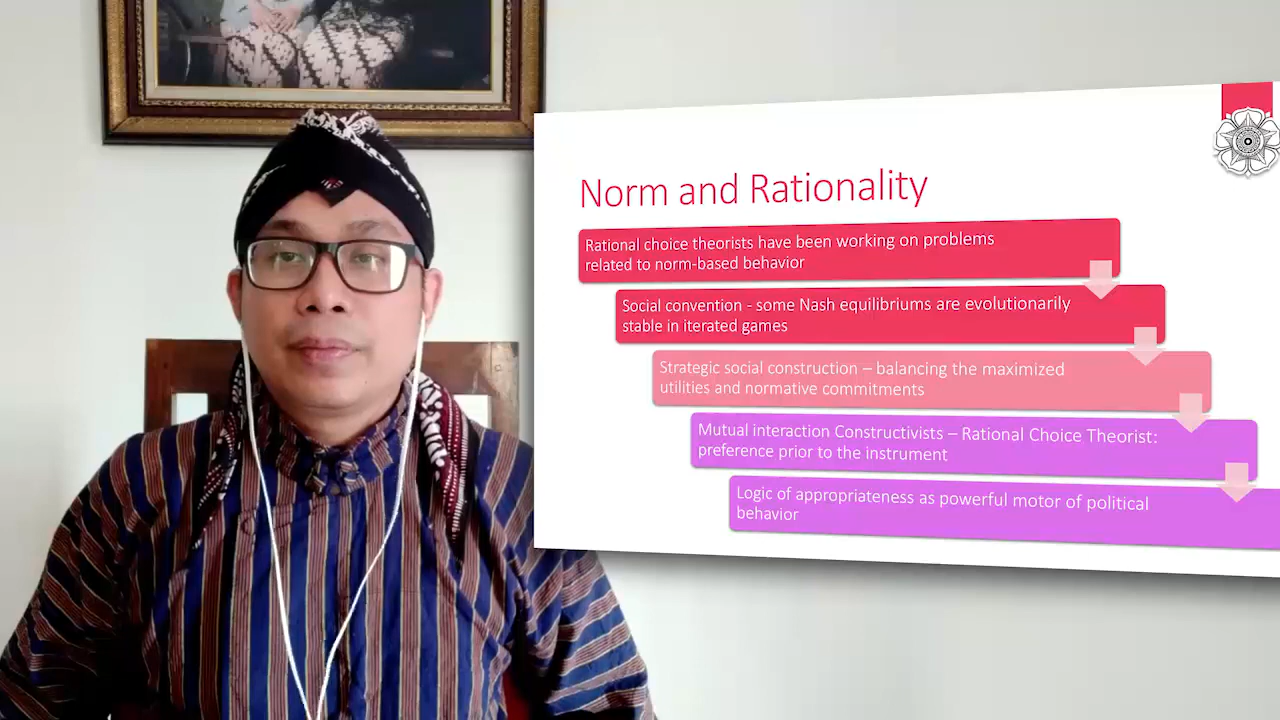 Norm and Rationality
Rational choice theorists have been working on problems
related to norm-based behavior
Social convention - some Nash equilibriums are evolutionarily
stable in iterated games
Strategic social construction – balancing the maximized
utilities and normative commitments
Mutual interaction Constructivists – Rational Choice Theorist:
preference prior to the instrument
Logic of appropriateness as powerful motor of political
behavior